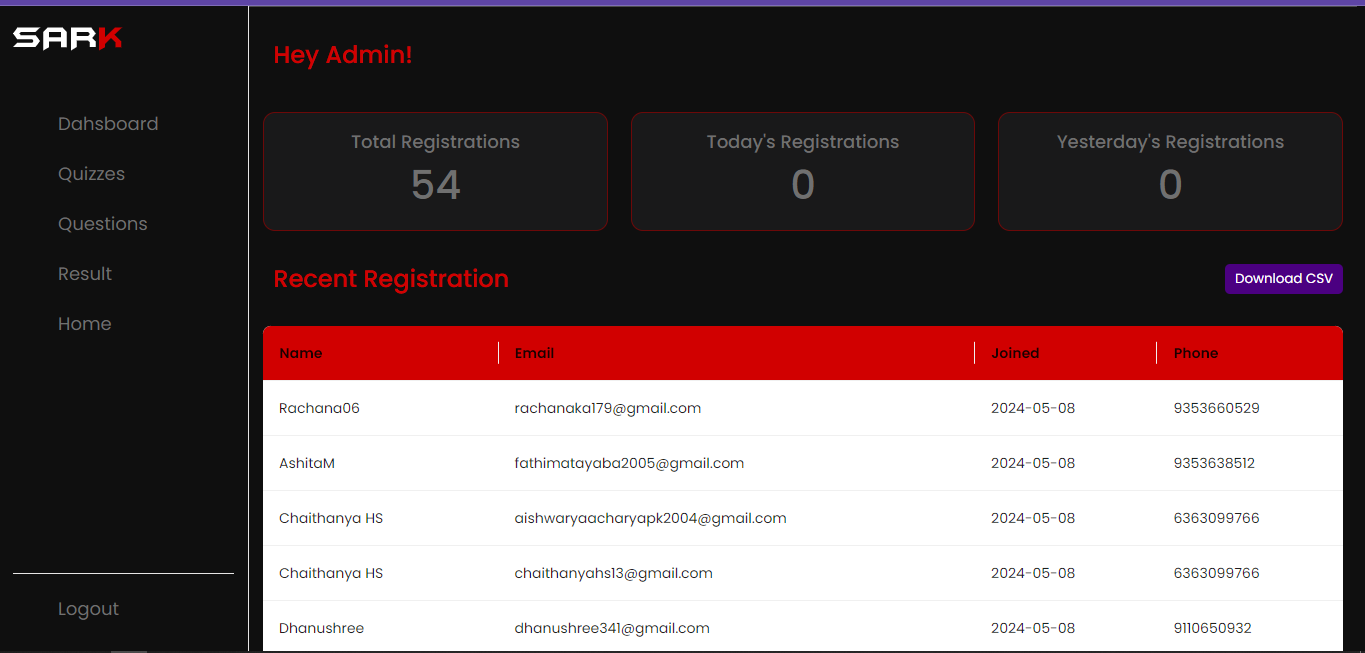 SARK
Dahsboard
Quizzes
Questions
Result
Home
Logout
Hey Admin!
Total Registrations
54
Today's Registrations
0
Yesterday's Registrations
0
Recent Registration
Download CSV
Name Email Joined Phone
Rachana06 rachanaka179@gmail.com 2024-05-08 9353660529
AshitaM fathimatayaba2005@gmail.com 2024-05-08 9353638512
Chaithanya HS aishwaryaacharyapk2004@gmail.com 2024-05-08 6363099766
Chaithanya HS chaithanyahs13@gmail.com 2024-05-08 6363099766
Dhanushree dhanushree341@gmail.com 2024-05-08 9110650932